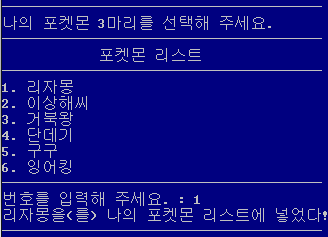 나의 포켓몬 3마리를 선택해 주세요.
포켓몬 리스트
1. 리자몽
2. 이상해씨
3. 거북왕
4. 단데기
5. 구구
6. 잉어킹
번호를 입력해 주세요. : 1
리자몽을(를) 나의 포켓몬 리스트에 넣었다!